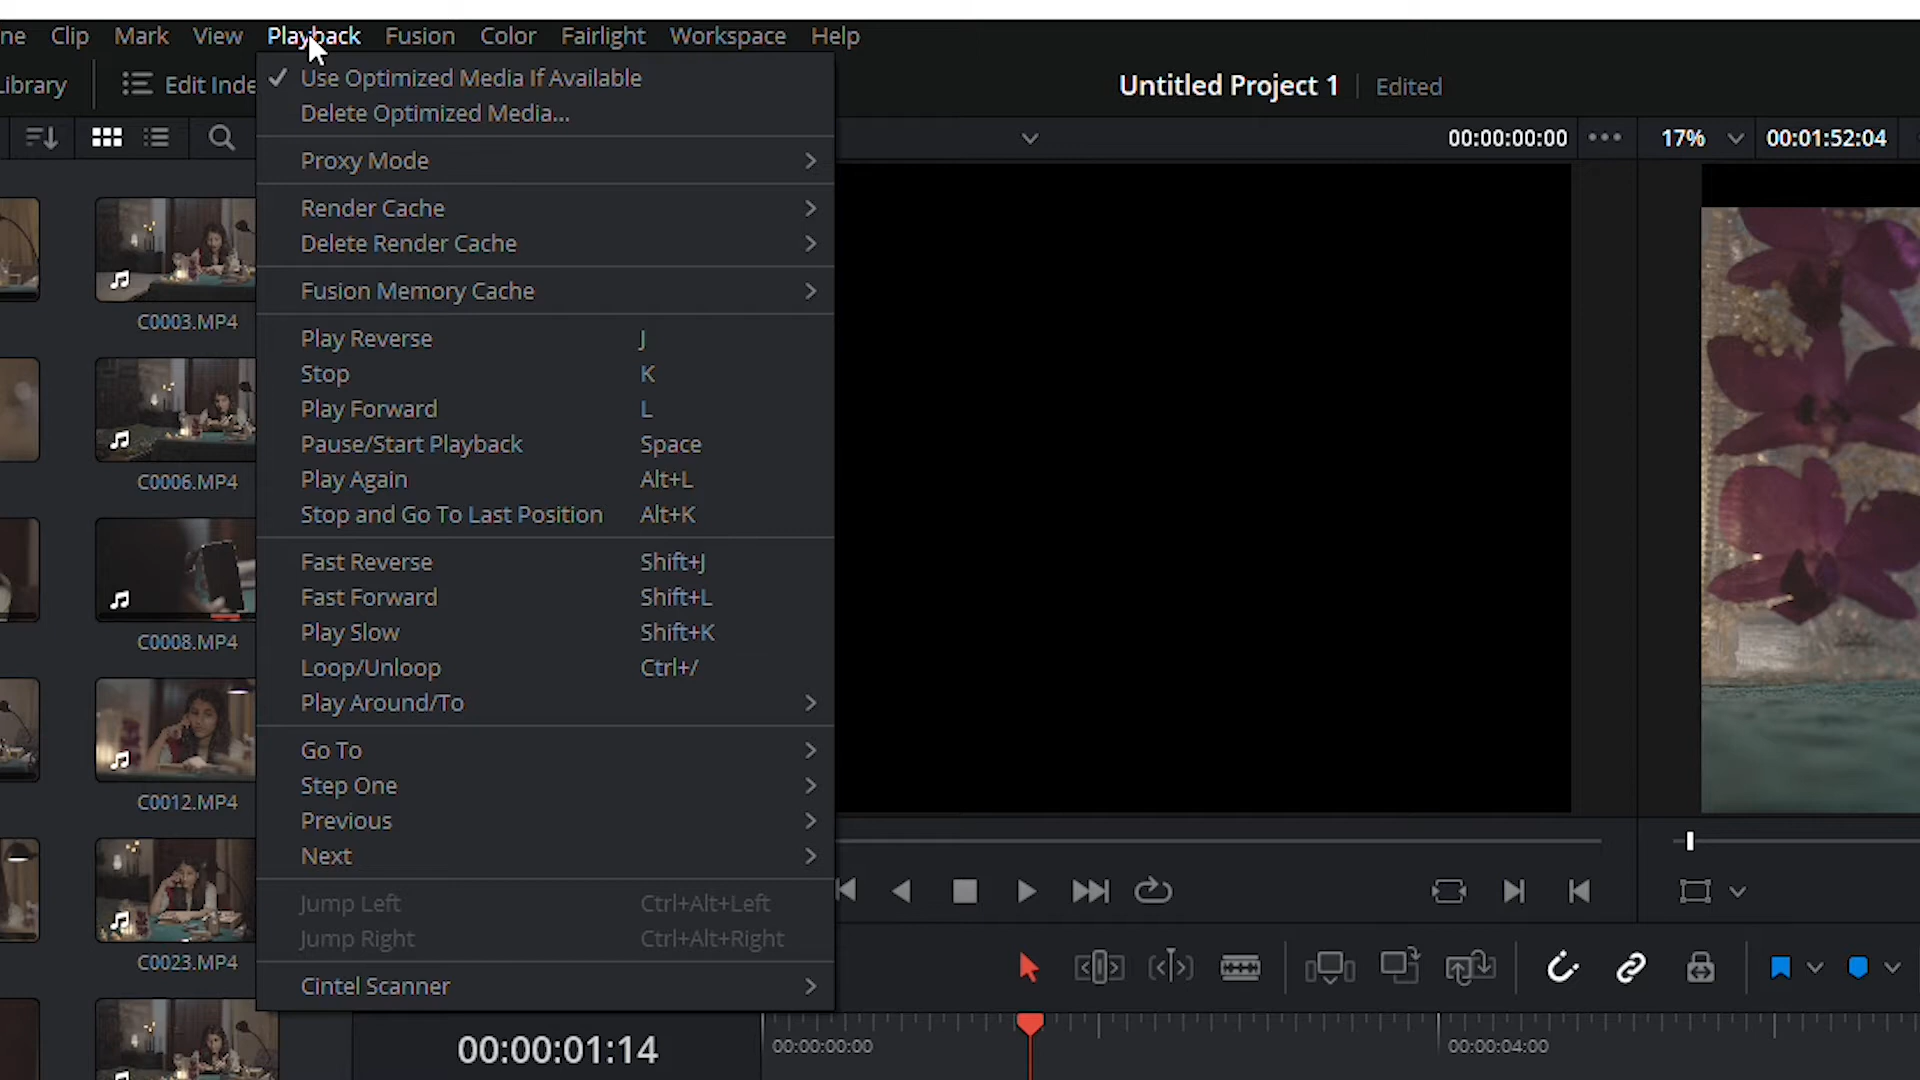 ne Clip Mark View Playback Fusion Color Fairlight Workspace Help
ibrary Edit Inde
Untitled Project 1 Edited
00:00:00:00 17% 00:01:52:04
Use Optimized Media If Available
Delete Optimized Media...
Proxy Mode
Render Cache
Delete Render Cache
Fusion Memory Cache
Play Reverse J
Stop K
Play Forward L
Pause/Start Playback Space
Play Again Alt+L
Stop and Go To Last Position Alt+K
Fast Reverse Shift+J
Fast Forward Shift+L
Play Slow Shift+K
Loop/Unloop Ctrl+/
Play Around/To
Go To
Step One
Previous
Next
Jump Left Ctrl+Alt+Left
Jump Right Ctrl+Alt+Right
Cintel Scanner
C0003.MP4
C0006.MP4
C0008.MP4
C0012.MP4
C0023.MP4
00:00:01:14
00:00:00:00
00:00:04:00